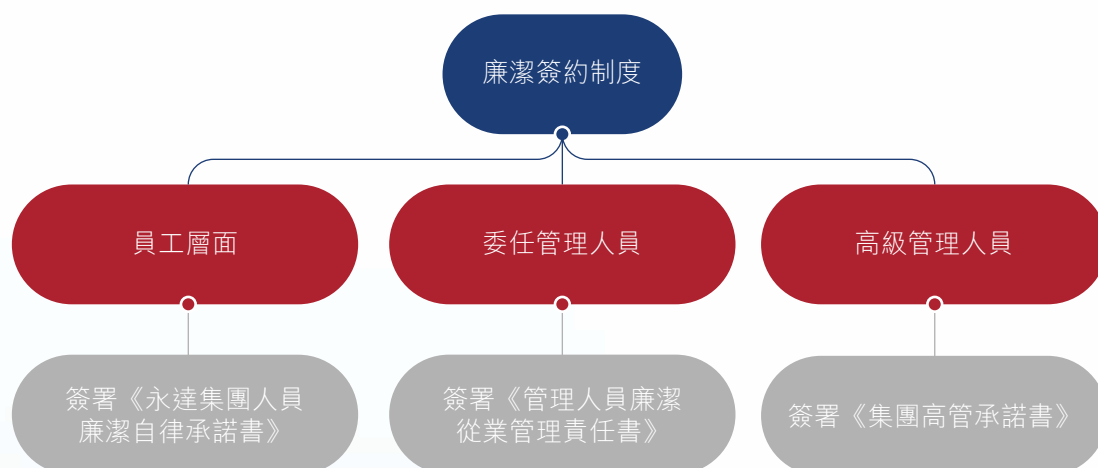 廉潔簽約制度
員工層面
委任管理人員
高級管理人員
簽署《永達集團人員
廉潔自律承諾書》
簽署《管理人員廉潔
從業管理責任書》
簽署《集團高管承諾書》